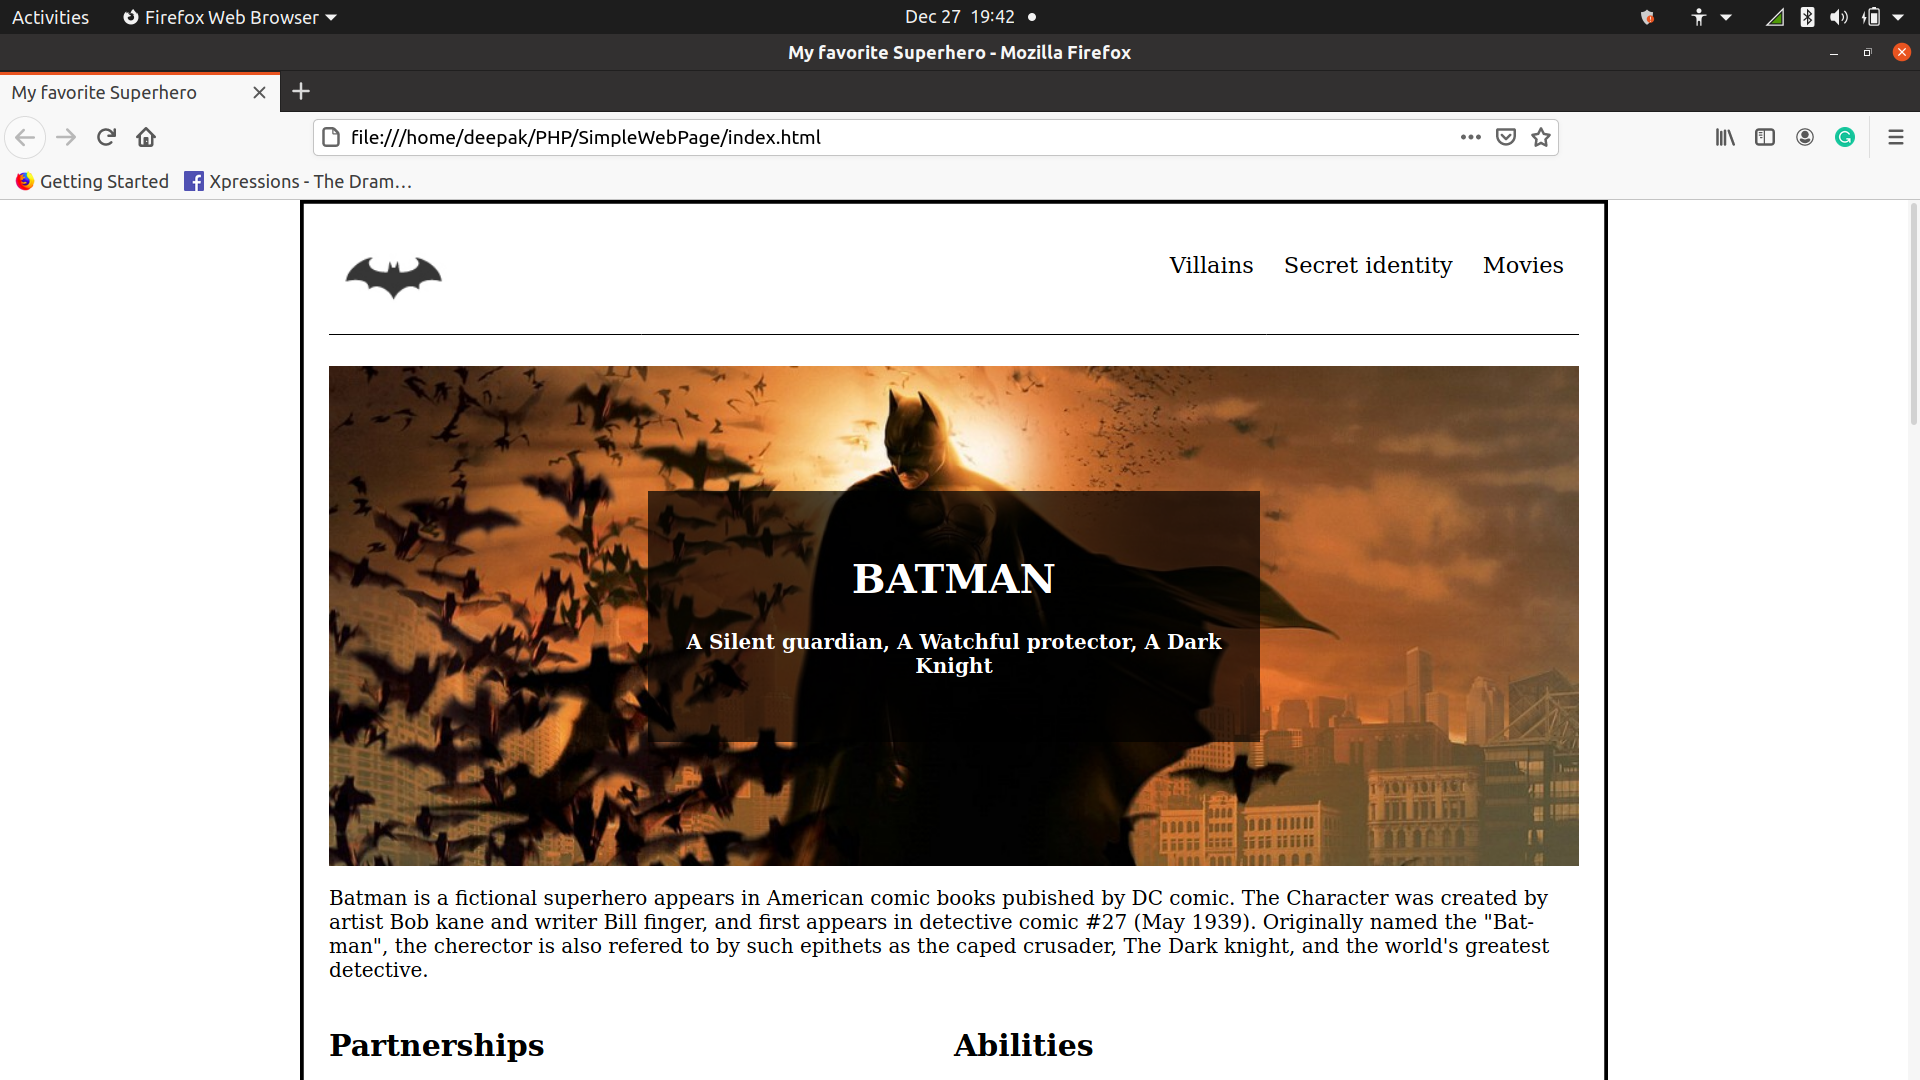 Activities Firefox Web Browser Dec 27 19:42
My favorite Superhero - Mozilla Firefox
My favorite Superhero
file:///home/deepak/PHP/SimpleWebPage/index.html
Getting Started Xpressions - The Dram…
Villains Secret identity Movies
BATMAN
A Silent guardian, A Watchful protector, A Dark
Knight
Batman is a fictional superhero appears in American comic books pubished by DC comic. The Character was created by
artist Bob kane and writer Bill finger, and first appears in detective comic #27 (May 1939). Originally named the "Bat-
man", the cherector is also refered to by such epithets as the caped crusader, The Dark knight, and the world's greatest
detective.
Partnerships Abilities